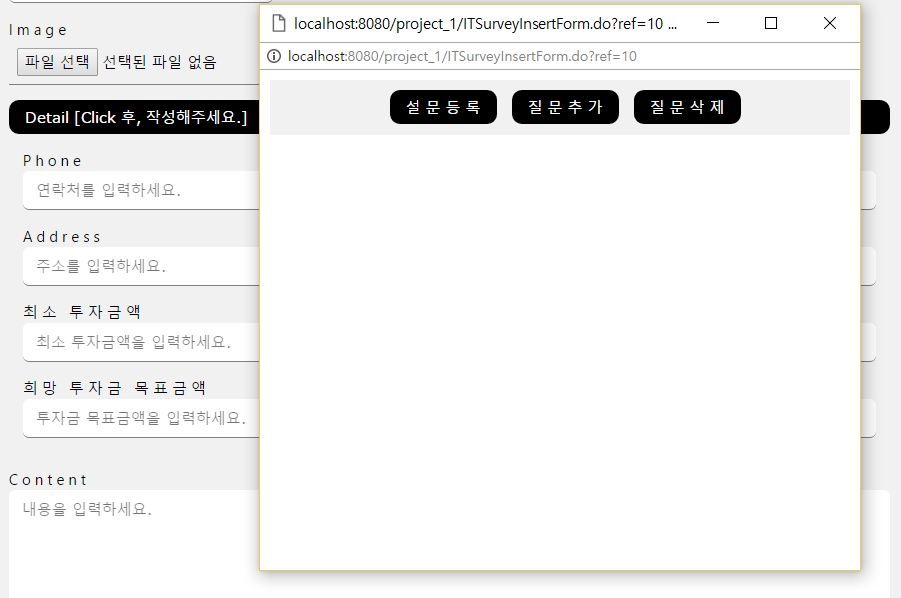 Image
파일 선택 선택된 파일 없음
Detail [Click 후, 작성해주세요.]
Phone
연락처를 입력하세요.
Address
주소를 입력하세요.
최소 투자금액
최소 투자금액을 입력하세요.
희망 투자금 목표금액
투자금 목표금액을 입력하세요.
Content
내용을 입력하세요.
localhost:8080/project_1/ITSurveyInsertForm.do?ref=10 ...
localhost:8080/project_1/ITSurveyInsertForm.do?ref=10
설문등록 질문추가 질문삭제